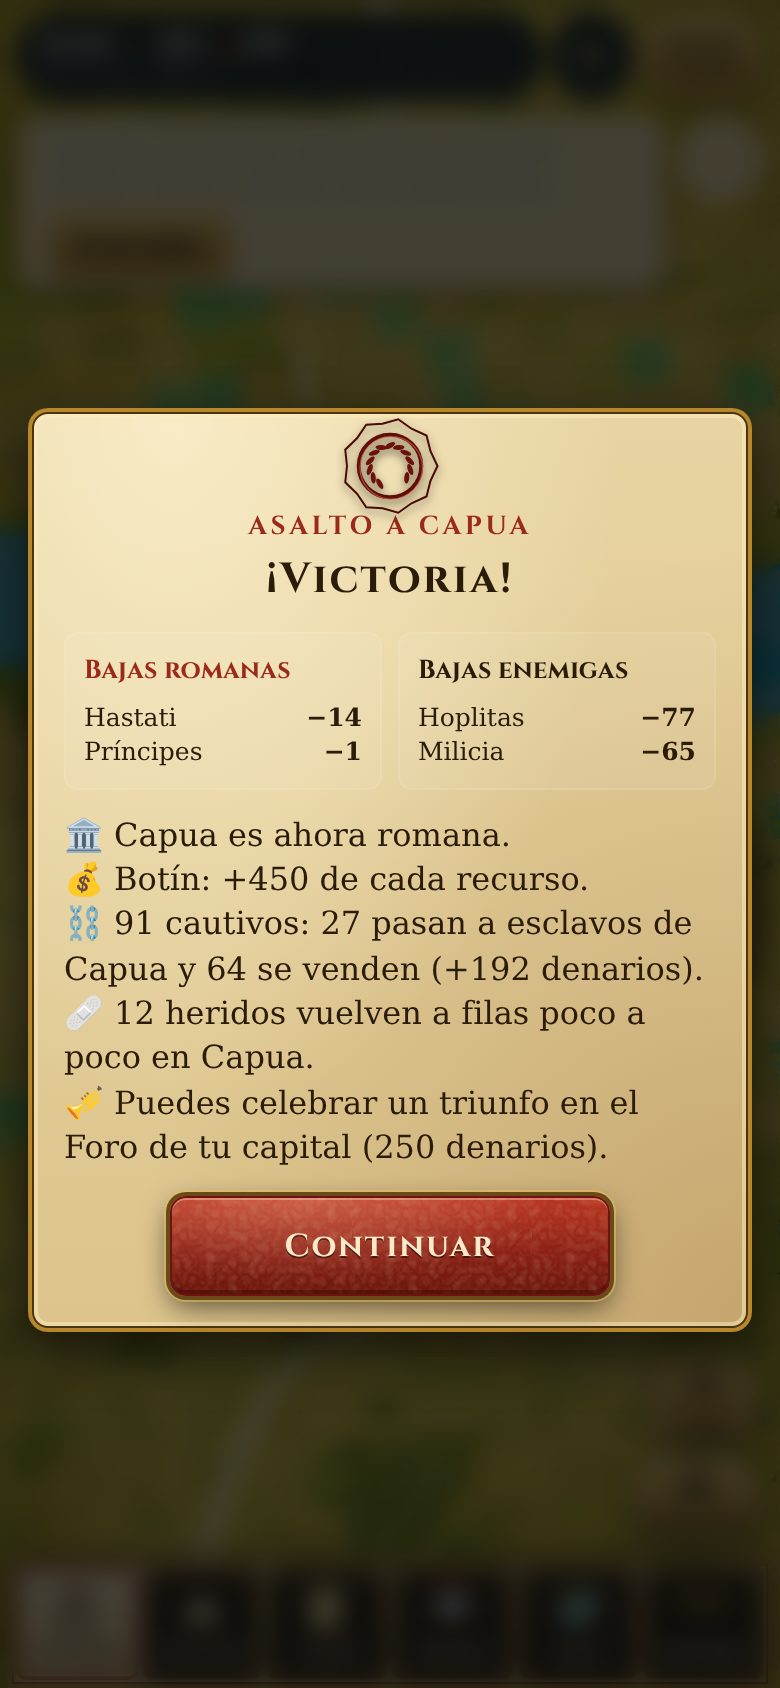 ASALTO A CAPUA
¡VICTORIA!
BAJAS ROMANAS
Hastati −14
Príncipes −1
BAJAS ENEMIGAS
Hoplitas −77
Milicia −65
🏛️ Capua es ahora romana.
💰 Botín: +450 de cada recurso.
⛓️ 91 cautivos: 27 pasan a esclavos de
Capua y 64 se venden (+192 denarios).
🩹 12 heridos vuelven a filas poco a
poco en Capua.
🎺 Puedes celebrar un triunfo en el
Foro de tu capital (250 denarios).
CONTINUAR